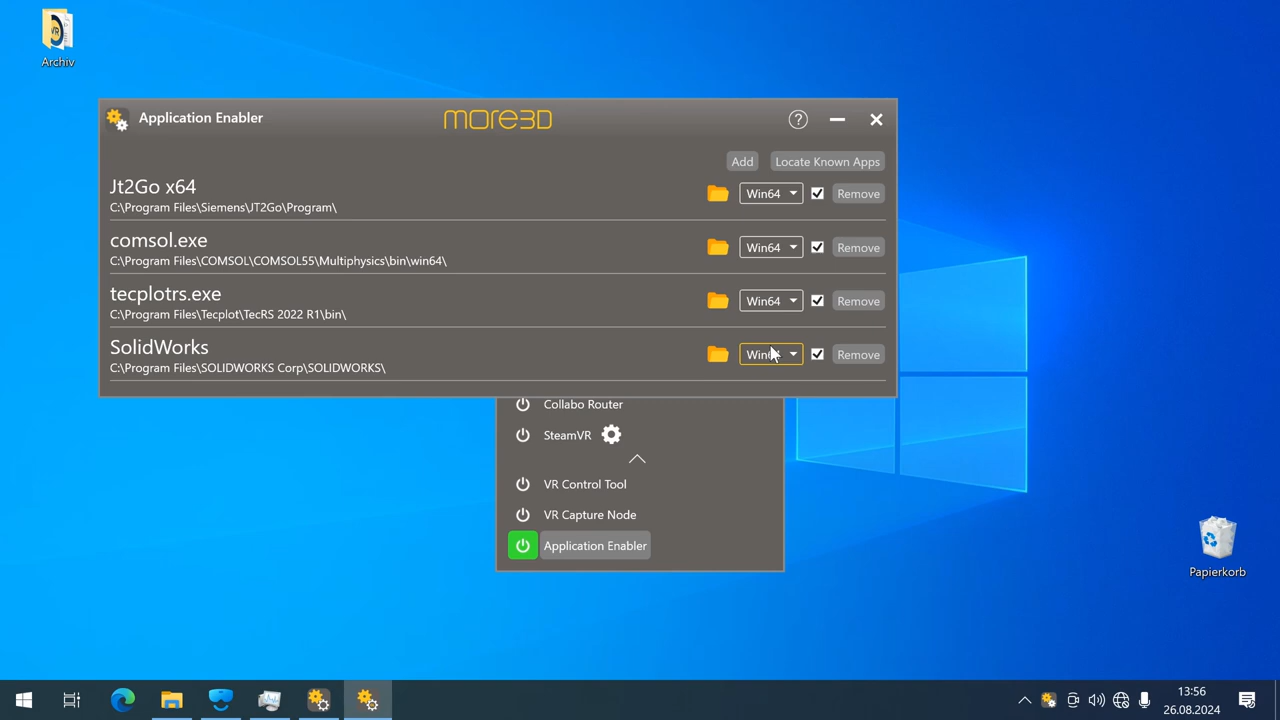 Archiv
Application Enabler
more3D
Add
Locate Known Apps
Jt2Go x64
Win64
Remove
C:\Program Files\Siemens\JT2Go\Program\
comsol.exe
Win64
Remove
C:\Program Files\COMSOL\COMSOL55\Multiphysics\bin\win64\
tecplotrs.exe
Win64
Remove
C:\Program Files\Tecplot\TecRS 2022 R1\bin\
SolidWorks
Win64
Remove
C:\Program Files\SOLIDWORKS Corp\SOLIDWORKS\
Collabo Router
SteamVR
VR Control Tool
VR Capture Node
Application Enabler
Papierkorb
13:56
26.08.2024